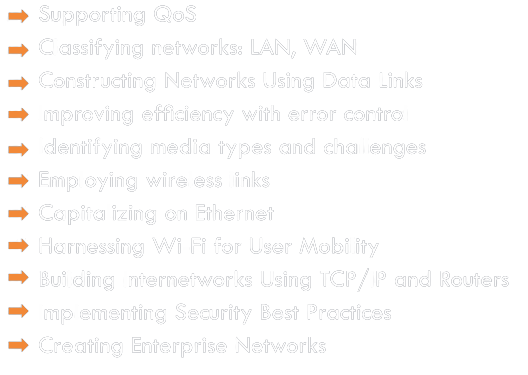 Supporting QoS
Classifying networks: LAN, WAN
Constructing Networks Using Data Links
Improving efficiency with error control
Identifying media types and challenges
Employing wireless links
Capitalizing on Ethernet
Harnessing Wi-Fi for User Mobility
Building Internetworks Using TCP/IP and Routers
Implementing Security Best Practices
Creating Enterprise Networks